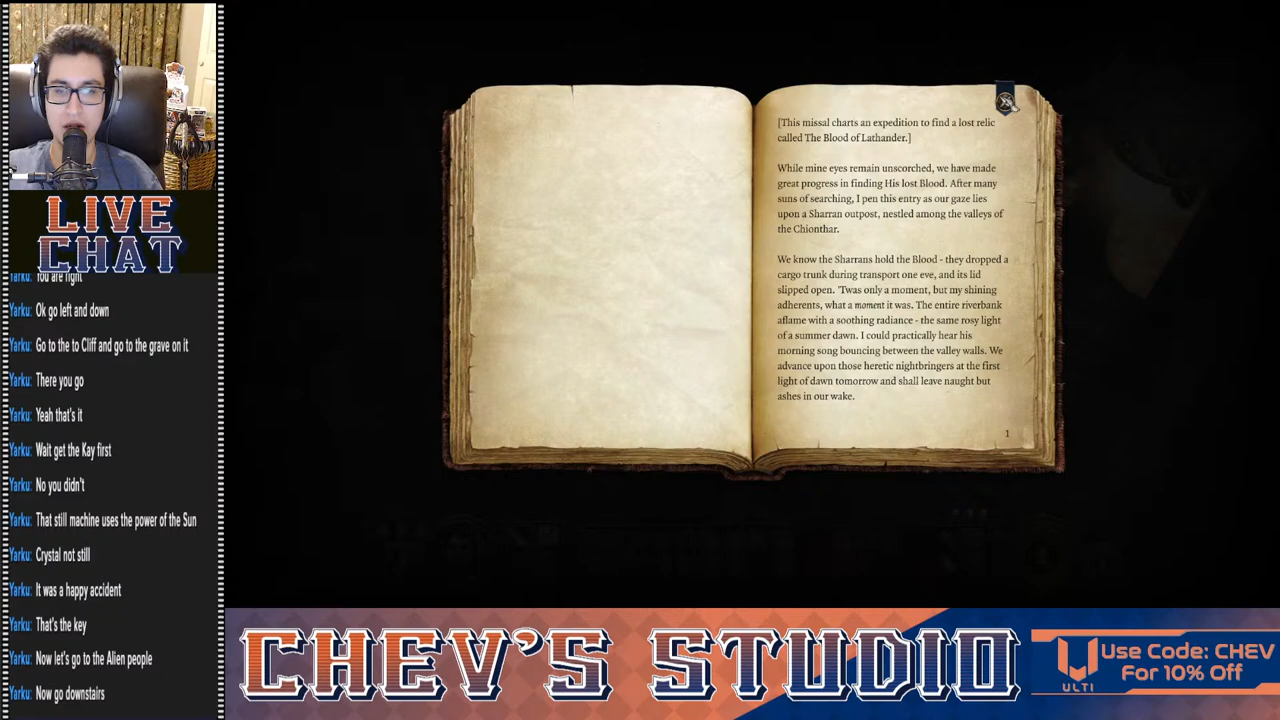 LIVE
CHAT
Yarku: You are right
Yarku: Ok go left and down
Yarku: Go to the to Cliff and go to the grave on it
Yarku: There you go
Yarku: Yeah that's it
Yarku: Wait get the Kay first
Yarku: No you didn't
Yarku: That still machine uses the power of the Sun
Yarku: Crystal not still
Yarku: It was a happy accident
Yarku: That's the key
Yarku: Now let's go to the Alien people
Yarku: Now go downstairs
[This missal charts an expedition to find a lost relic
called The Blood of Lathander.]
While mine eyes remain unscorched, we have made
great progress in finding His lost Blood. After many
suns of searching, I pen this entry as our gaze lies
upon a Sharran outpost, nestled among the valleys of
the Chionthar.
We know the Sharrans hold the Blood - they dropped a
cargo trunk during transport one eve, and its lid
slipped open. 'Twas only a moment, but my shining
adherents, what a moment it was. The entire riverbank
aflame with a soothing radiance - the same rosy light
of a summer dawn. I could practically hear his
morning song bouncing between the valley walls. We
advance upon those heretic nightbringers at the first
light of dawn tomorrow and shall leave naught but
ashes in our wake.
1
CHEV'S STUDIO
ULTI
Use Code: CHEV
For 10% Off